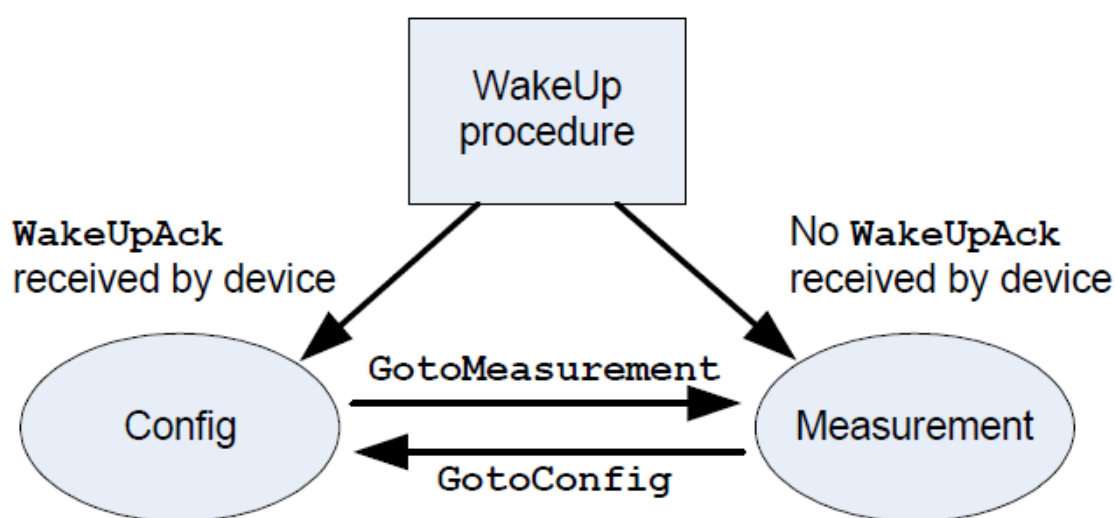 WakeUp
procedure
WakeUpAck
received by device
No WakeUpAck
received by device
GotoMeasurement
Config
Measurement
GotoConfig